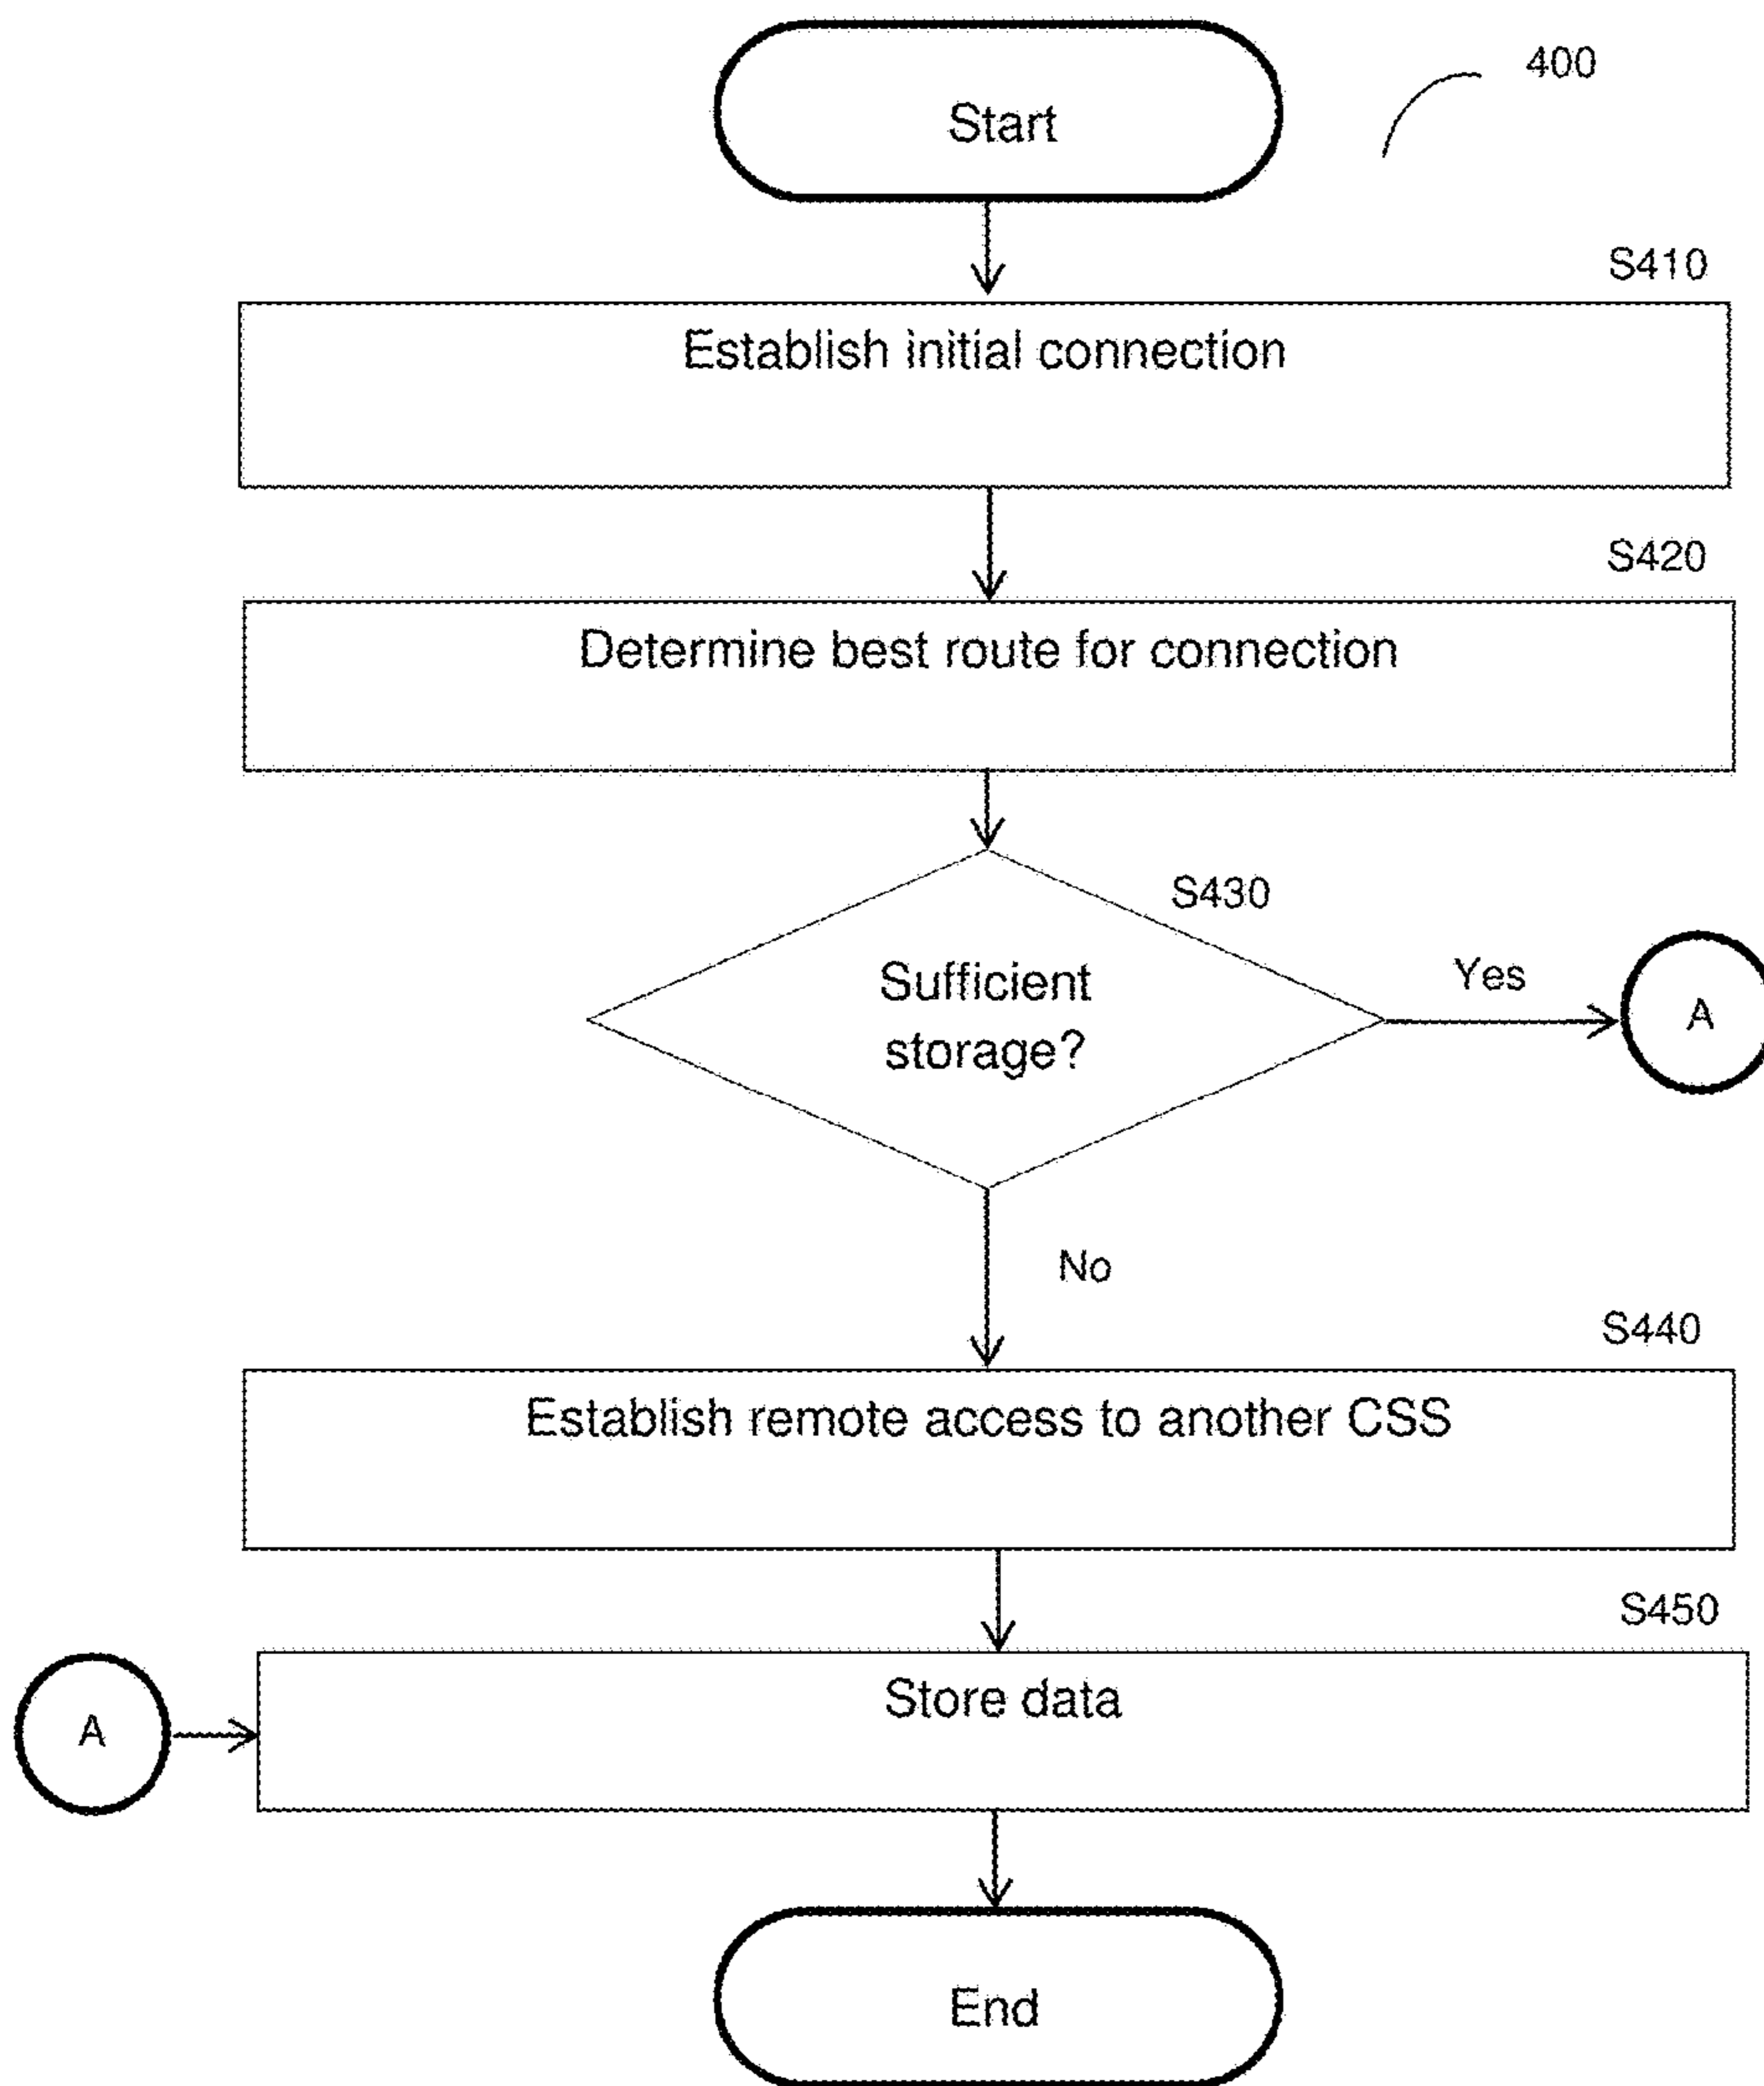 Start
400
S410
Establish initial connection
S420
Determine best route for connection
S430
Sufficient
storage?
Yes
A
No
S440
Establish remote access to another CSS
S450
A
Store data
End